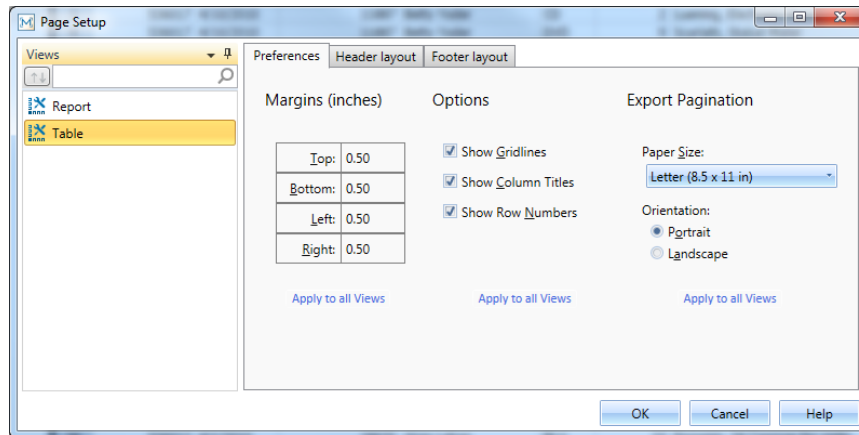 Page Setup
Views
Report
Table
Preferences
Header layout
Footer layout
Margins (inches)
Top: 0.50
Bottom: 0.50
Left: 0.50
Right: 0.50
Apply to all Views
Options
Show Gridlines
Show Column Titles
Show Row Numbers
Apply to all Views
Export Pagination
Paper Size:
Letter (8.5 x 11 in)
Orientation:
Portrait
Landscape
Apply to all Views
OK
Cancel
Help